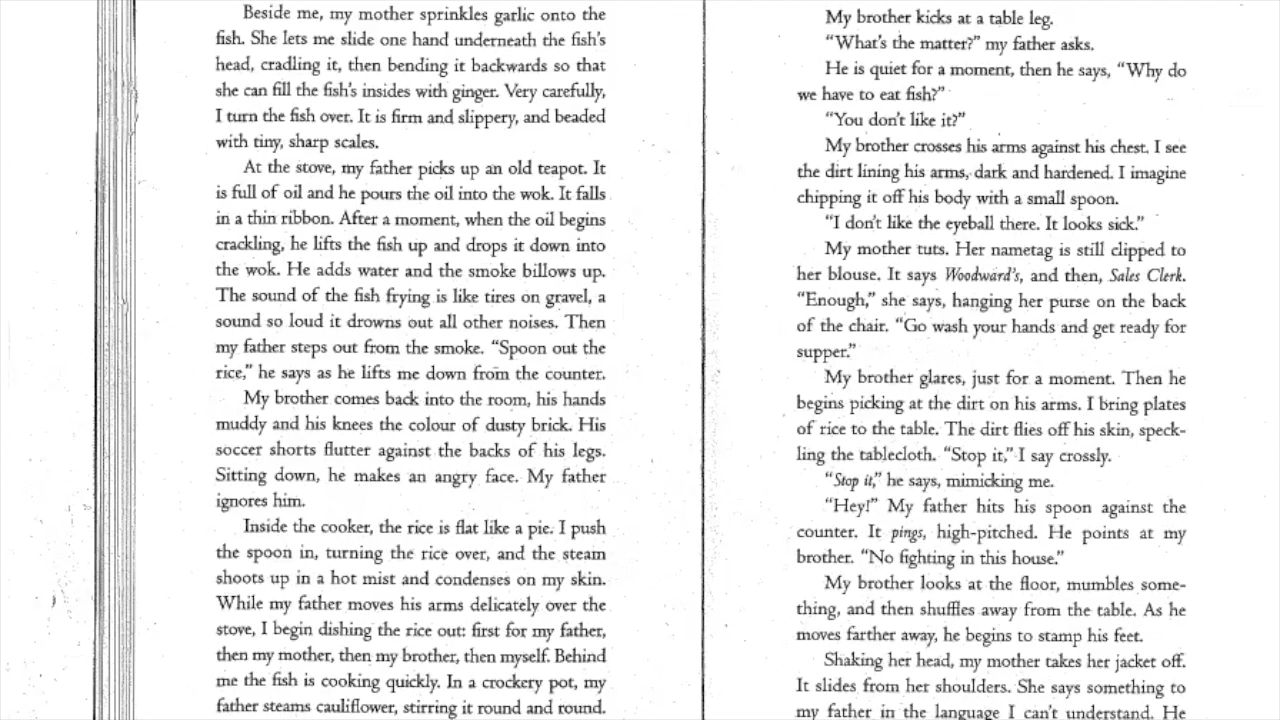 Beside me, my mother sprinkles garlic onto the
fish. She lets me slide one hand underneath the fish's
head, cradling it, then bending it backwards so that
she can fill the fish's insides with ginger. Very carefully,
I turn the fish over. It is firm and slippery, and beaded
with tiny, sharp scales.
At the stove, my father picks up an old teapot. It
is full of oil and he pours the oil into the wok. It falls
in a thin ribbon. After a moment, when the oil begins
crackling, he lifts the fish up and drops it down into
the wok. He adds water and the smoke billows up.
The sound of the fish frying is like tires on gravel, a
sound so loud it drowns out all other noises. Then
my father steps out from the smoke. “Spoon out the
rice,” he says as he lifts me down from the counter.
My brother comes back into the room, his hands
muddy and his knees the colour of dusty brick. His
soccer shorts flutter against the backs of his legs.
Sitting down, he makes an angry face. My father
ignores him.
Inside the cooker, the rice is flat like a pie. I push
the spoon in, turning the rice over, and the steam
shoots up in a hot mist and condenses on my skin.
While my father moves his arms delicately over the
stove, I begin dishing the rice out: first for my father,
then my mother, then my brother, then myself. Behind
me the fish is cooking quickly. In a crockery pot, my
father steams cauliflower, stirring it round and round.
My brother kicks at a table leg.
“What's the matter?” my father asks.
He is quiet for a moment, then he says, “Why do
we have to eat fish?”
“You don't like it?”
My brother crosses his arms against his chest. I see
the dirt lining his arms, dark and hardened. I imagine
chipping it off his body with a small spoon.
“I don't like the eyeball there. It looks sick.”
My mother tuts. Her nametag is still clipped to
her blouse. It says Woodward's, and then, Sales Clerk.
“Enough,” she says, hanging her purse on the back
of the chair. “Go wash your hands and get ready for
supper.”
My brother glares, just for a moment. Then he
begins picking at the dirt on his arms. I bring plates
of rice to the table. The dirt flies off his skin, speck-
ling the tablecloth. “Stop it,” I say crossly.
“Stop it,” he says, mimicking me.
“Hey!” My father hits his spoon against the
counter. It pings, high-pitched. He points at my
brother. “No fighting in this house.”
My brother looks at the floor, mumbles some-
thing, and then shuffles away from the table. As he
moves farther away, he begins to stamp his feet.
Shaking her head, my mother takes her jacket off.
It slides from her shoulders. She says something to
my father in the language I can't understand. He